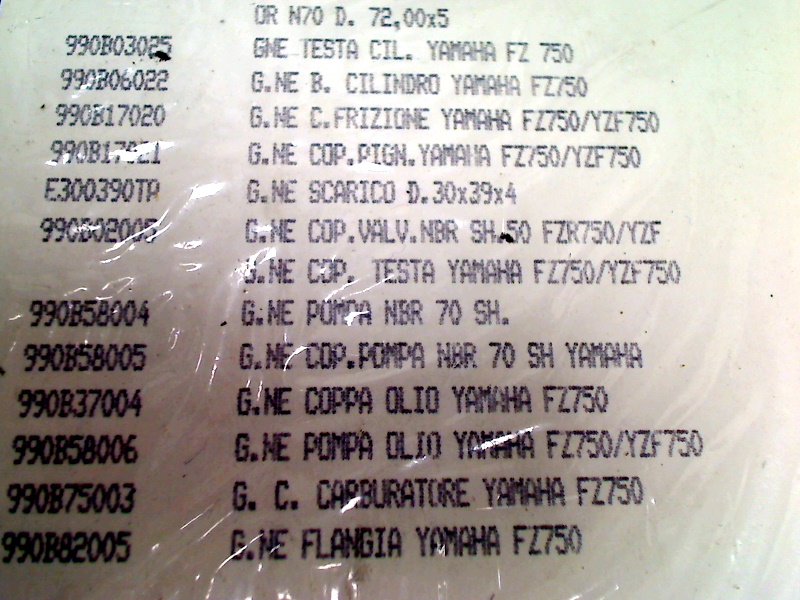 OR N70 D. 72,00x5
990B03025 GNE TESTA CIL. YAMAHA FZ 750
990B06022 G.NE B. CILINDRO YAMAHA FZ750
990B17020 G.NE C.FRIZIONE YAMAHA FZ750/YZF750
990B17021 G.NE COP.PIGN.YAMAHA FZ750/YZF750
E300390TP G.NE SCARICO D.30x39x4
990B02005 G.NE COP.VALV.NBR SH.50 FZR750/YZF
G.NE COP. TESTA YAMAHA FZ750/YZF750
990B58004 G.NE POMPA NBR 70 SH.
990B58005 G.NE COP.POMPA NBR 70 SH YAMAHA
990B37004 G.NE COPPA OLIO YAMAHA FZ750
990B58006 G.NE POMPA OLIO YAMAHA FZ750/YZF750
990B75003 G. C. CARBURATORE YAMAHA FZ750
990B82005 G.NE FLANGIA YAMAHA FZ750